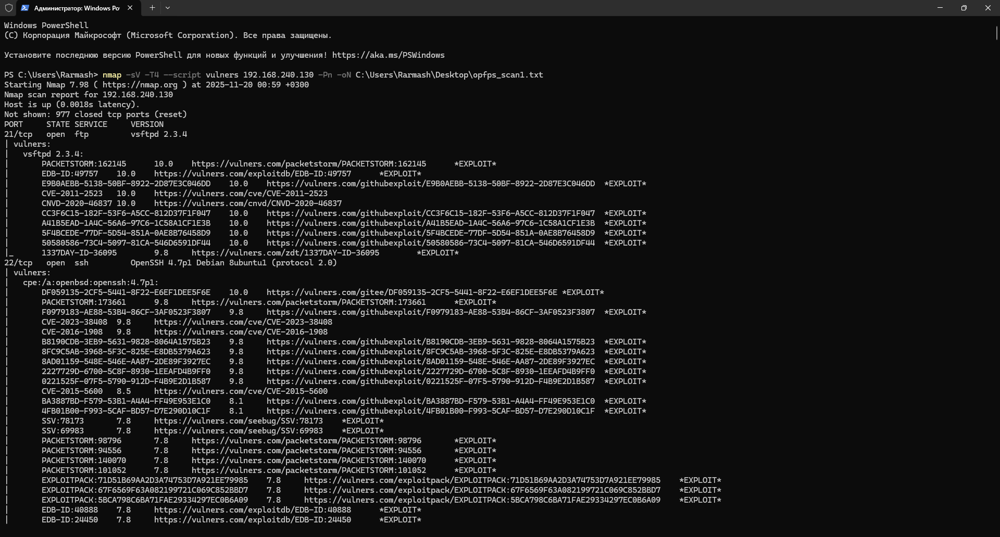 Администратор: Windows Po
Windows PowerShell
(C) Корпорация Майкрософт (Microsoft Corporation). Все права защищены.
Установите последнюю версию PowerShell для новых функций и улучшения! https://aka.ms/PSWindows
PS C:\Users\Rarmash> nmap -sV -T4 --script vulners 192.168.240.130 -Pn -oN C:\Users\Rarmash\Desktop\opfps_scan1.txt
Starting Nmap 7.98 ( https://nmap.org ) at 2025-11-20 00:59 +0300
Nmap scan report for 192.168.240.130
Host is up (0.0018s latency).
Not shown: 977 closed tcp ports (reset)
PORT     STATE SERVICE     VERSION
21/tcp   open  ftp         vsftpd 2.3.4
| vulners:
|   vsftpd 2.3.4:
|       PACKETSTORM:162145      10.0    https://vulners.com/packetstorm/PACKETSTORM:162145      *EXPLOIT*
|       EDB-ID:49757    10.0    https://vulners.com/exploitdb/EDB-ID:49757      *EXPLOIT*
|       E9B0AEBB-5138-50BF-8922-2D87E3C046DD    10.0    https://vulners.com/githubexploit/E9B0AEBB-5138-50BF-8922-2D87E3C046DD  *EXPLOIT*
|       CVE-2011-2523   10.0    https://vulners.com/cve/CVE-2011-2523
|       CNVD-2020-46837 10.0    https://vulners.com/cnvd/CNVD-2020-46837
|       CC3F6C15-182F-53F6-A5CC-812D37F1F047    10.0    https://vulners.com/githubexploit/CC3F6C15-182F-53F6-A5CC-812D37F1F047  *EXPLOIT*
|       A41B5EAD-1A4C-56A6-97C6-1C58A1CF1E3B    10.0    https://vulners.com/githubexploit/A41B5EAD-1A4C-56A6-97C6-1C58A1CF1E3B  *EXPLOIT*
|       5F4BCEDE-77DF-5D54-851A-0AE8B76458D9    10.0    https://vulners.com/githubexploit/5F4BCEDE-77DF-5D54-851A-0AE8B76458D9  *EXPLOIT*
|       50580586-73C4-5097-81CA-546D6591DF44    10.0    https://vulners.com/githubexploit/50580586-73C4-5097-81CA-546D6591DF44  *EXPLOIT*
|_      1337DAY-ID-36095        9.8     https://vulners.com/zdt/1337DAY-ID-36095        *EXPLOIT*
22/tcp   open  ssh         OpenSSH 4.7p1 Debian 8ubuntu1 (protocol 2.0)
| vulners:
|   cpe:/a:openbsd:openssh:4.7p1:
|       DF059135-2CF5-5441-8F22-E6EF1DEE5F6E    10.0    https://vulners.com/gitee/DF059135-2CF5-5441-8F22-E6EF1DEE5F6E *EXPLOIT*
|       PACKETSTORM:173661      9.8     https://vulners.com/packetstorm/PACKETSTORM:173661      *EXPLOIT*
|       F0979183-AE88-53B4-86CF-3AF0523F3807    9.8     https://vulners.com/githubexploit/F0979183-AE88-53B4-86CF-3AF0523F3807  *EXPLOIT*
|       CVE-2023-38408  9.8     https://vulners.com/cve/CVE-2023-38408
|       CVE-2016-1908   9.8     https://vulners.com/cve/CVE-2016-1908
|       B8190CDB-3EB9-5631-9828-8064A1575B23    9.8     https://vulners.com/githubexploit/B8190CDB-3EB9-5631-9828-8064A1575B23  *EXPLOIT*
|       8FC9C5AB-3968-5F3C-825E-E8DB5379A623    9.8     https://vulners.com/githubexploit/8FC9C5AB-3968-5F3C-825E-E8DB5379A623  *EXPLOIT*
|       8AD01159-548E-546E-AA87-2DE89F3927EC    9.8     https://vulners.com/githubexploit/8AD01159-548E-546E-AA87-2DE89F3927EC  *EXPLOIT*
|       2227729D-6700-5C8F-8930-1EEAFD4B9FF0    9.8     https://vulners.com/githubexploit/2227729D-6700-5C8F-8930-1EEAFD4B9FF0  *EXPLOIT*
|       0221525F-07F5-5790-912D-F4B9E2D1B587    9.8     https://vulners.com/githubexploit/0221525F-07F5-5790-912D-F4B9E2D1B587  *EXPLOIT*
|       CVE-2015-5600   8.5     https://vulners.com/cve/CVE-2015-5600
|       BA3887BD-F579-53B1-A4A4-FF49E953E1C0    8.1     https://vulners.com/githubexploit/BA3887BD-F579-53B1-A4A4-FF49E953E1C0  *EXPLOIT*
|       4FB01B00-F993-5CAF-BD57-D7E290D10C1F    8.1     https://vulners.com/githubexploit/4FB01B00-F993-5CAF-BD57-D7E290D10C1F  *EXPLOIT*
|       SSV:78173       7.8     https://vulners.com/seebug/SSV:78173    *EXPLOIT*
|       SSV:69983       7.8     https://vulners.com/seebug/SSV:69983    *EXPLOIT*
|       PACKETSTORM:98796       7.8     https://vulners.com/packetstorm/PACKETSTORM:98796       *EXPLOIT*
|       PACKETSTORM:94556       7.8     https://vulners.com/packetstorm/PACKETSTORM:94556       *EXPLOIT*
|       PACKETSTORM:140070      7.8     https://vulners.com/packetstorm/PACKETSTORM:140070      *EXPLOIT*
|       PACKETSTORM:101052      7.8     https://vulners.com/packetstorm/PACKETSTORM:101052      *EXPLOIT*
|       EXPLOITPACK:71D51B69AA2D3A74753D7A921EE79985    7.8     https://vulners.com/exploitpack/EXPLOITPACK:71D51B69AA2D3A74753D7A921EE79985    *EXPLOIT*
|       EXPLOITPACK:67F6569F63A082199721C069C852BBD7    7.8     https://vulners.com/exploitpack/EXPLOITPACK:67F6569F63A082199721C069C852BBD7    *EXPLOIT*
|       EXPLOITPACK:5BCA798C6BA71FAE29334297EC0B6A09    7.8     https://vulners.com/exploitpack/EXPLOITPACK:5BCA798C6BA71FAE29334297EC0B6A09    *EXPLOIT*
|       EDB-ID:40888    7.8     https://vulners.com/exploitdb/EDB-ID:40888      *EXPLOIT*
|       EDB-ID:24450    7.8     https://vulners.com/exploitdb/EDB-ID:24450      *EXPLOIT*